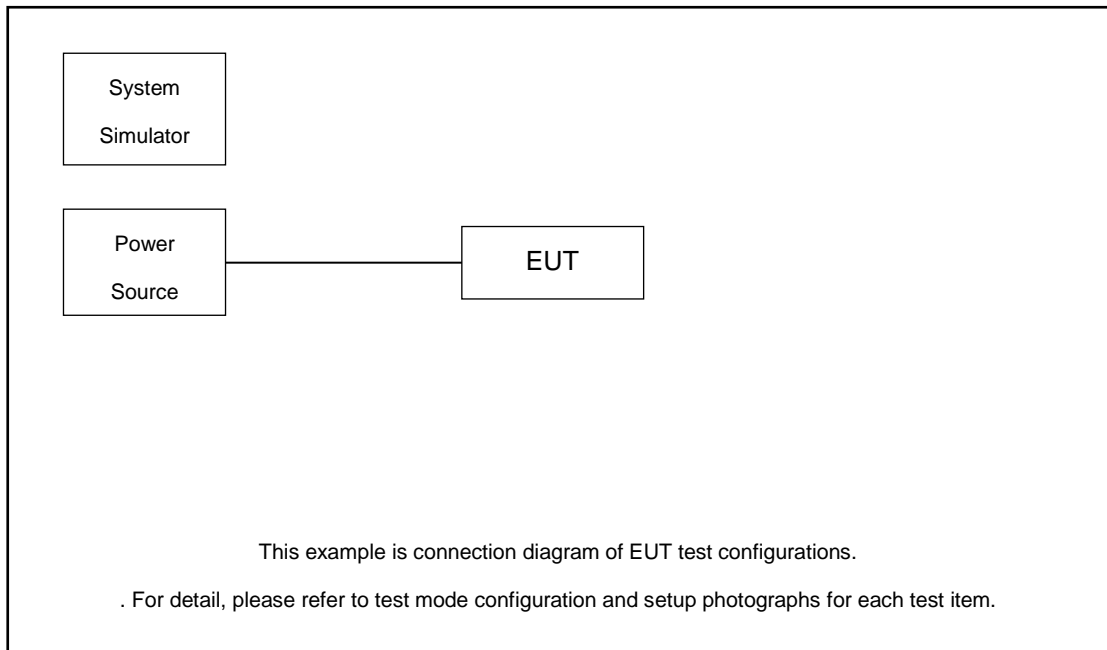 System
Simulator
Power
Source
EUT
This example is connection diagram of EUT test configurations.
. For detail, please refer to test mode configuration and setup photographs for each test item.